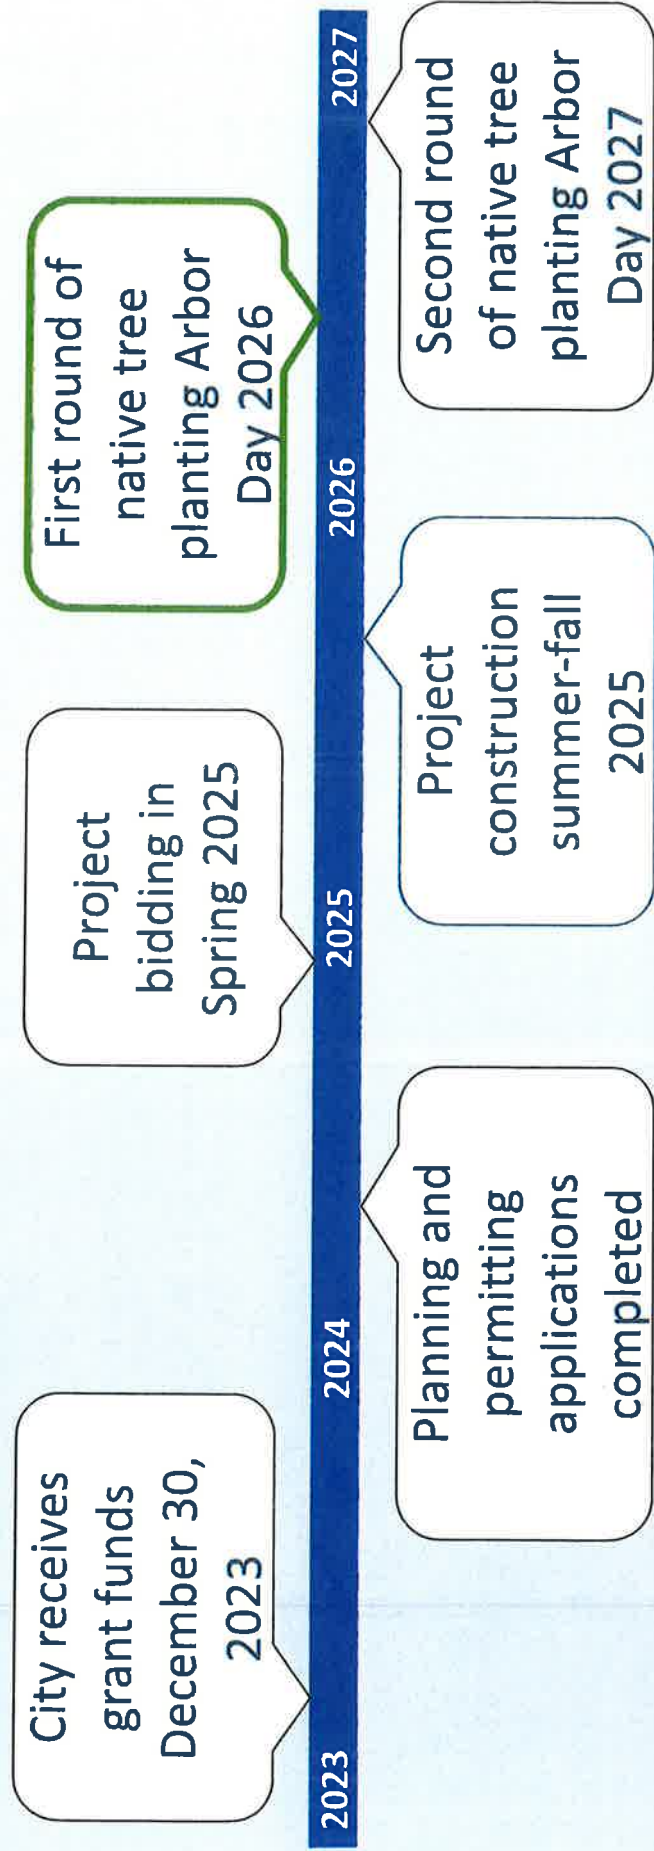 City receives
grant funds
December 30,
2023
Project
bidding in
Spring 2025
First round of
native tree
planting Arbor
Day 2026
2023
2024
2025
2026
2027
Planning and
permitting
applications
completed
Project
construction
summer-fall
2025
Second round
of native tree
planting Arbor
Day 2027